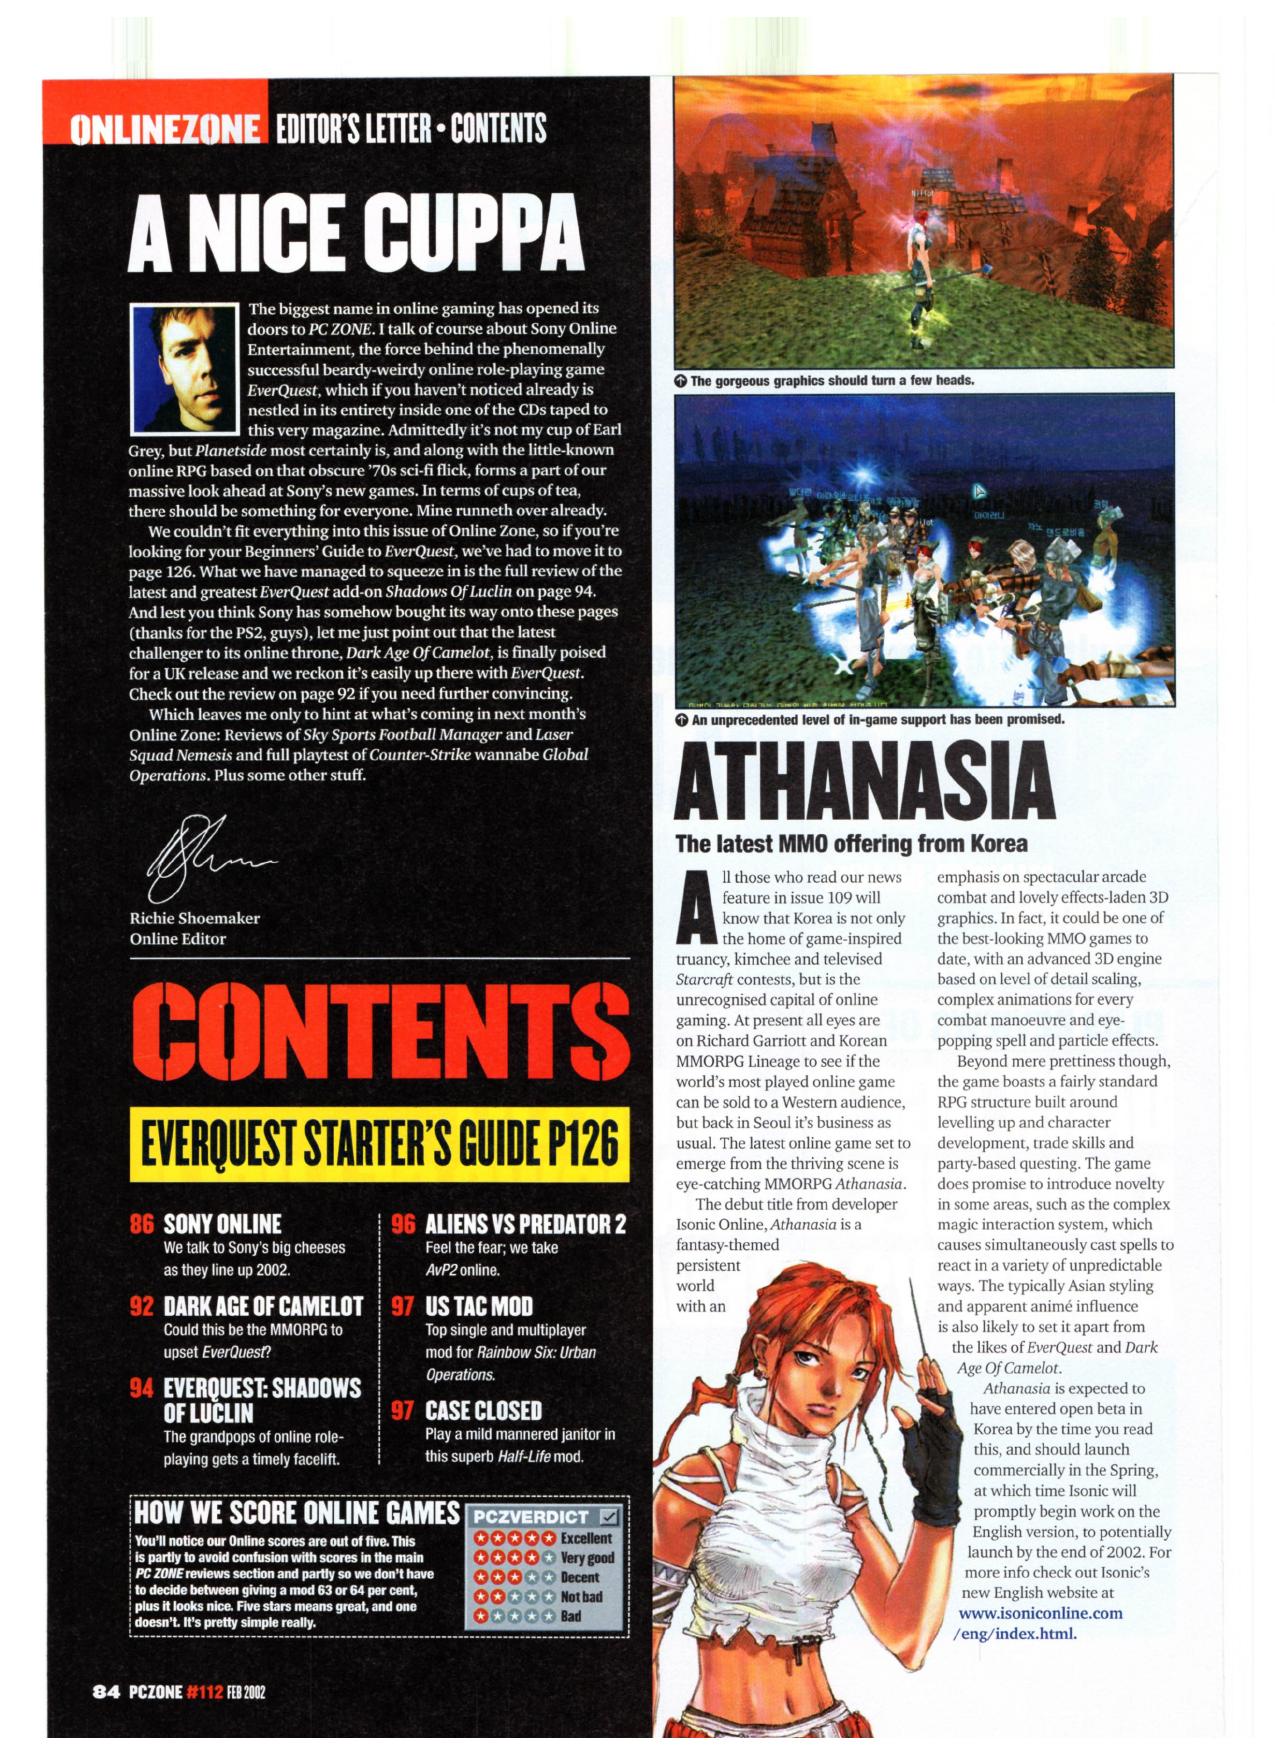 ONLINEZONE EDITOR'S LETTER • CONTENTS
A NICE CUPPA
The biggest name in online gaming has opened its
doors to PC ZONE. I talk of course about Sony Online
Entertainment, the force behind the phenomenally
successful beardy-weirdy online role-playing game
EverQuest, which if you haven't noticed already is
nestled in its entirety inside one of the CDs taped to
this very magazine. Admittedly it's not my cup of Earl
Grey, but Planetside most certainly is, and along with the little-known
online RPG based on that obscure '70s sci-fi flick, forms a part of our
massive look ahead at Sony's new games. In terms of cups of tea,
there should be something for everyone. Mine runneth over already.
We couldn't fit everything into this issue of Online Zone, so if you're
looking for your Beginners' Guide to EverQuest, we've had to move it to
page 126. What we have managed to squeeze in is the full review of the
latest and greatest EverQuest add-on Shadows Of Luclin on page 94.
And lest you think Sony has somehow bought its way onto these pages
(thanks for the PS2, guys), let me just point out that the latest
challenger to its online throne, Dark Age Of Camelot, is finally poised
for a UK release and we reckon it's easily up there with EverQuest.
Check out the review on page 92 if you need further convincing.
Which leaves me only to hint at what's coming in next month's
Online Zone: Reviews of Sky Sports Football Manager and Laser
Squad Nemesis and full playtest of Counter-Strike wannabe Global
Operations. Plus some other stuff.
Richie Shoemaker
Online Editor
CONTENTS
EVERQUEST STARTER'S GUIDE P126
86 SONY ONLINE
We talk to Sony's big cheeses
as they line up 2002.
92 DARK AGE OF CAMELOT
Could this be the MMORPG to
upset EverQuest?
94 EVERQUEST: SHADOWS
OF LUCLIN
The grandpops of online role-
playing gets a timely facelift.
96 ALIENS VS PREDATOR 2
Feel the fear; we take
AvP2 online.
97 US TAC MOD
Top single and multiplayer
mod for Rainbow Six: Urban
Operations.
97 CASE CLOSED
Play a mild mannered janitor in
this superb Half-Life mod.
HOW WE SCORE ONLINE GAMES
You'll notice our Online scores are out of five. This
is partly to avoid confusion with scores in the main
PC ZONE reviews section and partly so we don't have
to decide between giving a mod 63 or 64 per cent,
plus it looks nice. Five stars means great, and one
doesn't. It's pretty simple really.
PCZVERDICT
Excellent
Very good
Decent
Not bad
Bad
84 PCZONE #112 FEB 2002
The gorgeous graphics should turn a few heads.
An unprecedented level of in-game support has been promised.
ATHANASIA
The latest MMO offering from Korea
All those who read our news
feature in issue 109 will
know that Korea is not only
the home of game-inspired
truancy, kimchee and televised
Starcraft contests, but is the
unrecognised capital of online
gaming. At present all eyes are
on Richard Garriott and Korean
MMORPG Lineage to see if the
world's most played online game
can be sold to a Western audience,
but back in Seoul it's business as
usual. The latest online game set to
emerge from the thriving scene is
eye-catching MMORPG Athanasia.
The debut title from developer
Isonic Online, Athanasia is a
fantasy-themed
persistent
world
with an
emphasis on spectacular arcade
combat and lovely effects-laden 3D
graphics. In fact, it could be one of
the best-looking MMO games to
date, with an advanced 3D engine
based on level of detail scaling,
complex animations for every
combat manoeuvre and eye-
popping spell and particle effects.
Beyond mere prettiness though,
the game boasts a fairly standard
RPG structure built around
levelling up and character
development, trade skills and
party-based questing. The game
does promise to introduce novelty
in some areas, such as the complex
magic interaction system, which
causes simultaneously cast spells to
react in a variety of unpredictable
ways. The typically Asian styling
and apparent animé influence
is also likely to set it apart from
the likes of EverQuest and Dark
Age Of Camelot.
Athanasia is expected to
have entered open beta in
Korea by the time you read
this, and should launch
commercially in the Spring,
at which time Isonic will
promptly begin work on the
English version, to potentially
launch by the end of 2002. For
more info check out Isonic's
new English website at
www.isoniconline.com
/eng/index.html.